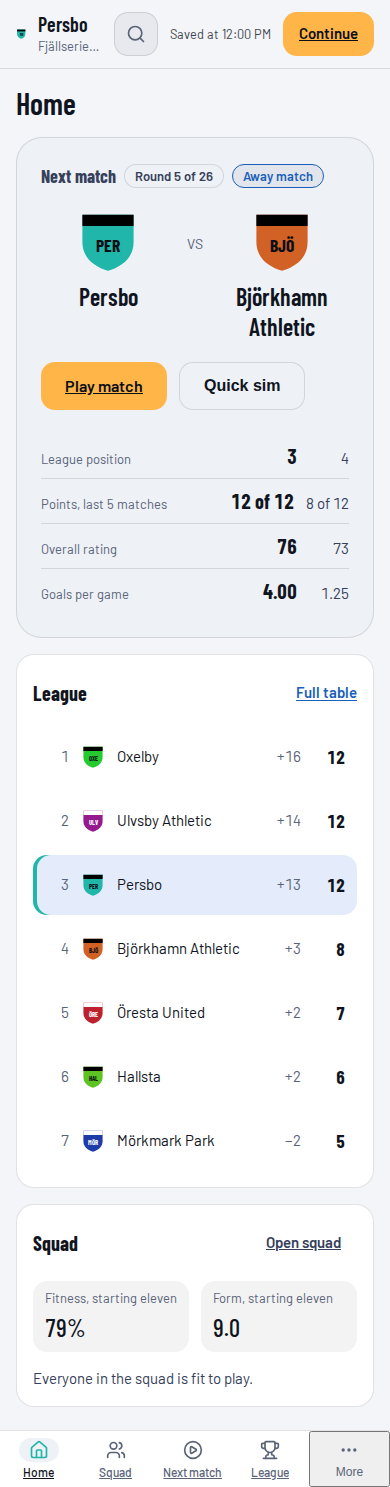 Persbo
Fjällserie...
Saved at 12:00 PM
Continue
Home
Next match
Round 5 of 26
Away match
PER
VS
BJÖ
Persbo
Björkhamn
Athletic
Play match
Quick sim
League position 3 4
Points, last 5 matches 12 of 12 8 of 12
Overall rating 76 73
Goals per game 4.00 1.25
League
Full table
1 OXE Oxelby +16 12
2 ULV Ulvsby Athletic +14 12
3 PER Persbo +13 12
4 BJÖ Björkhamn Athletic +3 8
5 ÖRE Öresta United +2 7
6 HAL Hallsta +2 6
7 MÖR Mörkmark Park −2 5
Squad
Open squad
Fitness, starting eleven
79%
Form, starting eleven
9.0
Everyone in the squad is fit to play.
Home
Squad
Next match
League
More